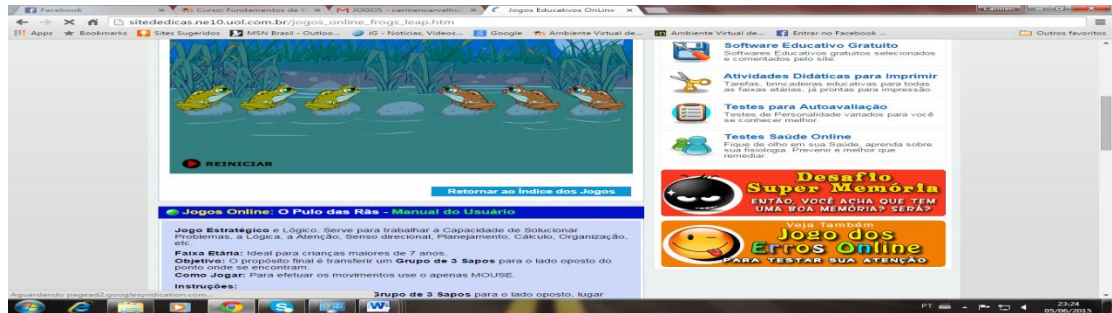 Facebook
Curso Fundamentos de E
JOGOS - carmencarvalho
Jogos Educativos OnLine
sitededicas.ne10.uol.com.br/jogos_online_frogs_leap.htm
Apps
Bookmarks
Sites Sugeridos
MSN Brasil - Outloo...
iG - Notícias, Vídeos...
Google
Ambiente Virtual de...
Ambiente Virtual de...
Entrar no Facebook ...
Outros favoritos
REINICIAR
Retornar ao Índice dos Jogos
Jogos Online: O Pulo das Rãs - Manual do Usuário
Jogo Estratégico e Lógico. Serve para trabalhar a Capacidade de Solucionar
Problemas, a Lógica, a Atenção, Senso direcional, Planejamento, Cálculo, Organização,
etc.
Faixa Etária: Ideal para crianças maiores de 7 anos.
Objetivo: O propósito final é transferir um Grupo de 3 Sapos para o lado oposto do
ponto onde se encontram.
Como Jogar: Para efetuar os movimentos use o apenas MOUSE.
Instruções:
Grupo de 3 Sapos para o lado oposto, lugar
Software Educativo Gratuito
Softwares Educativos gratuitos selecionados
e comentados pelo site.
Atividades Didáticas para Imprimir
Tarefas, brincadeiras educativas para todas
as faixas etárias, já prontas para impressão.
Testes para Autoavaliação
Testes de Personalidade variados para você
se conhecer melhor.
Testes Saúde Online
Fique de olho em sua Saúde, aprenda sobre
sua fisiologia. Prevenir é melhor que
remediar.
Desafio
Super Memória
ENTÃO, VOCÊ ACHA QUE TEM
UMA BOA MEMÓRIA? SERÁ?
Veja Também
Jogo dos
Erros Online
PARA TESTAR SUA ATENÇÃO
Aguardando pagead2.googlesyndication.com...
PT
23:24
05/06/2015